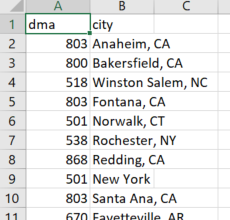 A B C
1 dma city
2 803 Anaheim, CA
3 800 Bakersfield, CA
4 518 Winston Salem, NC
5 803 Fontana, CA
6 501 Norwalk, CT
7 538 Rochester, NY
8 868 Redding, CA
9 501 New York
10 803 Santa Ana, CA
11 670 Fayetteville, AR